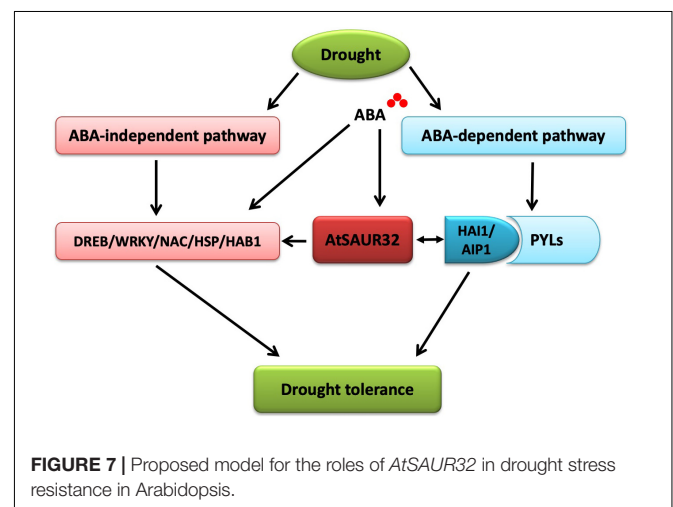 Drought
ABA
ABA-independent pathway
ABA-dependent pathway
DREB/WRKY/NAC/HSP/HAB1
AtSAUR32
HAI1/
AIP1
PYLs
Drought tolerance
FIGURE 7 | Proposed model for the roles of AtSAUR32 in drought stress
resistance in Arabidopsis.